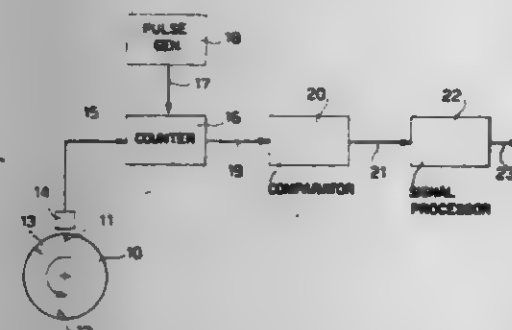 PULSE
GEN
18
17
15
16
COUNTER
19
20
COMPARATOR
21
22
SIGNAL
PROCESSOR
23
14
13
11
10
12